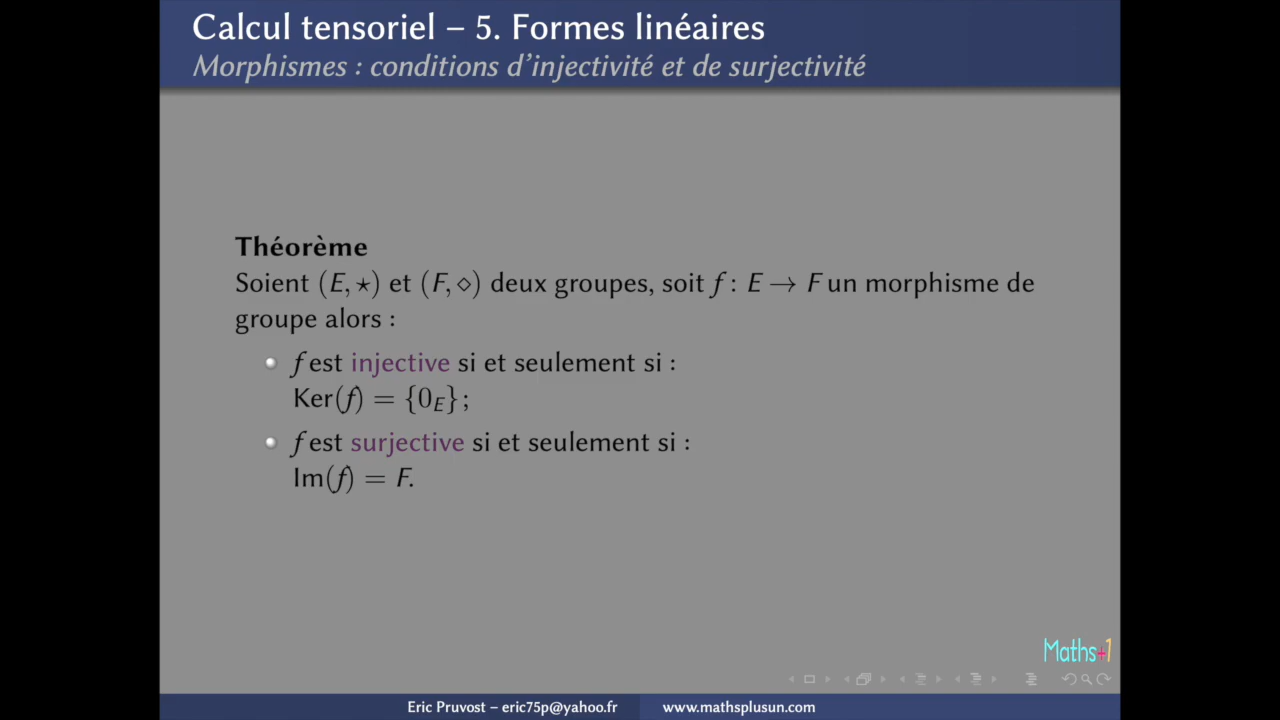 Calcul tensoriel – 5. Formes linéaires
Morphismes : conditions d’injectivité et de surjectivité
Théorème
Soient (E, ⋆) et (F, ⋄) deux groupes, soit f : E → F un morphisme de
groupe alors :
f est injective si et seulement si :
Ker(f) = {0_E} ;
f est surjective si et seulement si :
Im(f) = F.
Maths+1
Eric Pruvost – eric75p@yahoo.fr www.mathsplusun.com